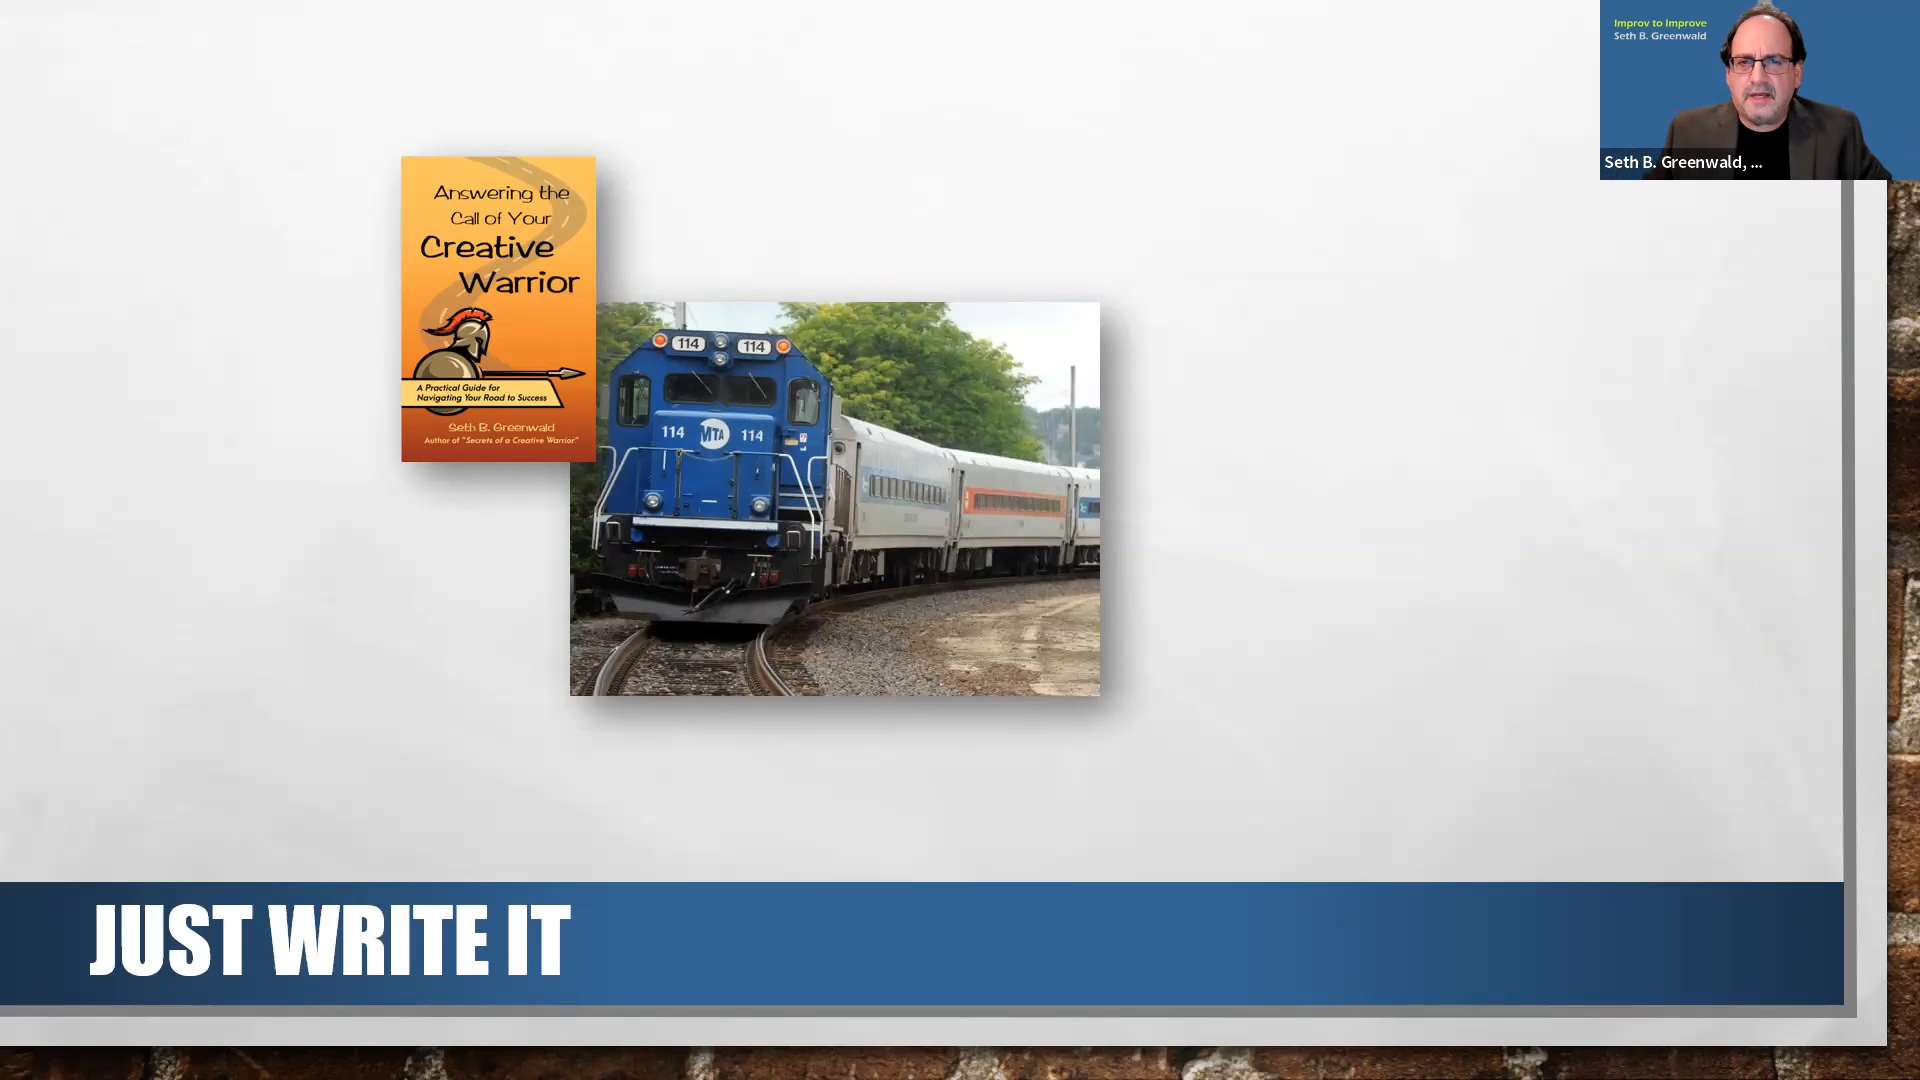 Improv to Improve
Seth B. Greenwald
Seth B. Greenwald, ...
Answering the
Call of Your
Creative
Warrior
A Practical Guide for
Navigating Your Road to Success
Seth B. Greenwald
Author of "Secrets of a Creative Warrior"
114 114
114 MTA 114
JUST WRITE IT